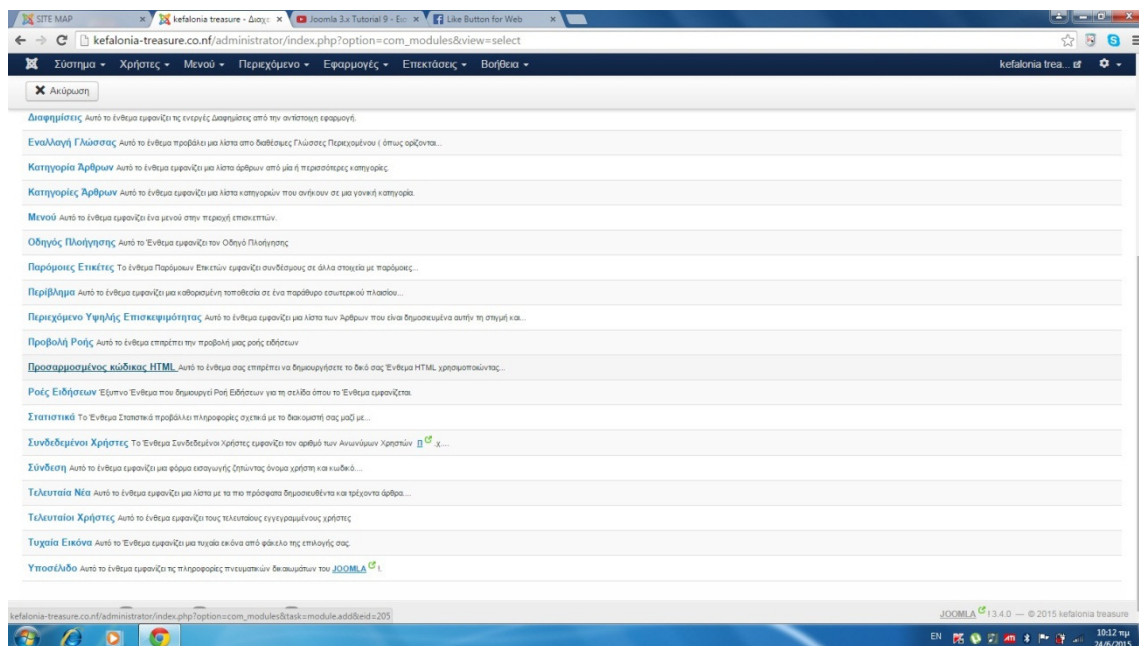 SITE MAP
kefalonia treasure - Διαχε
Joomla 3.x Tutorial 9 - Ex
Like Button for Web
kefalonia-treasure.co.nf/administrator/index.php?option=com_modules&view=select
Σύστημα Χρήστες Μενού Περιεχόμενο Εφαρμογές Επεκτάσεις Βοήθεια kefalonia trea...
Ακύρωση
Διαφημίσεις Αυτό το ένθεμα εμφανίζει τις ενεργές Διαφημίσεις από την αντίστοιχη εφαρμογή.
Εναλλαγή Γλώσσας Αυτό το ένθεμα προβάλει μια λίστα απο διαθέσιμες Γλώσσες Περιεχομένου ( όπως ορίζονται...
Κατηγορία Άρθρων Αυτό το ένθεμα εμφανίζει μια λίστα άρθρων από μία ή περισσότερες κατηγορίες.
Κατηγορίες Άρθρων Αυτό το ένθεμα εμφανίζει μια λίστα κατηγοριών που ανήκουν σε μια γονική κατηγορία.
Μενού Αυτό το ένθεμα εμφανίζει ένα μενού στην περιοχή επισκεπτών.
Οδηγός Πλοήγησης Αυτό το Ένθεμα εμφανίζει τον Οδηγό Πλοήγησης
Παρόμοιες Ετικέτες Το ένθεμα Παρόμοιων Ετικετών εμφανίζει συνδέσμους σε άλλα στοιχεία με παρόμοιες...
Περίβλημα Αυτό το ένθεμα εμφανίζει μια καθορισμένη τοποθεσία σε ένα παράθυρο εσωτερικού πλαισίου...
Περιεχόμενο Υψηλής Επισκεψιμότητας Αυτό το ένθεμα εμφανίζει μια λίστα των Άρθρων που είναι δημοσιευμένα αυτήν τη στιγμή και...
Προβολή Ροής Αυτό το ένθεμα επιτρέπει την προβολή μιας ροής ειδήσεων
Προσαρμοσμένος κώδικας HTML Αυτό το ένθεμα σας επιτρέπει να δημιουργήσετε το δικό σας Ένθεμα HTML χρησιμοποιώντας...
Ροές Ειδήσεων Έξυπνο Ένθεμα που δημιουργεί Ροή Ειδήσεων για τη σελίδα όπου το Ένθεμα εμφανίζεται.
Στατιστικά Το Ένθεμα Στατιστικά προβάλλει πληροφορίες σχετικά με το διακομιστή σας μαζί με...
Συνδεδεμένοι Χρήστες Το Ένθεμα Συνδεδεμένοι Χρήστες εμφανίζει τον αριθμό των Ανωνύμων Χρηστών Π .χ....
Σύνδεση Αυτό το ένθεμα εμφανίζει μια φόρμα εισαγωγής ζητώντας όνομα χρήστη και κωδικό....
Τελευταία Νέα Αυτό το ένθεμα εμφανίζει μια λίστα με τα πιο πρόσφατα δημοσιευθέντα και τρέχοντα άρθρα....
Τελευταίοι Χρήστες Αυτό το ένθεμα εμφανίζει τους τελευταίους εγγεγραμμένους χρήστες
Τυχαία Εικόνα Αυτό το Ένθεμα εμφανίζει μια τυχαία εικόνα από φάκελο της επιλογής σας.
Υποσέλιδο Αυτό το ένθεμα εμφανίζει τις πληροφορίες πνευματικών δικαιωμάτων του JOOMLA !.
kefalonia-treasure.co.nf/administrator/index.php?option=com_modules&task=module.add&eid=205
JOOMLA ! 3.4.0 — © 2015 kefalonia treasure
EN
10:12 πμ
24/6/2015